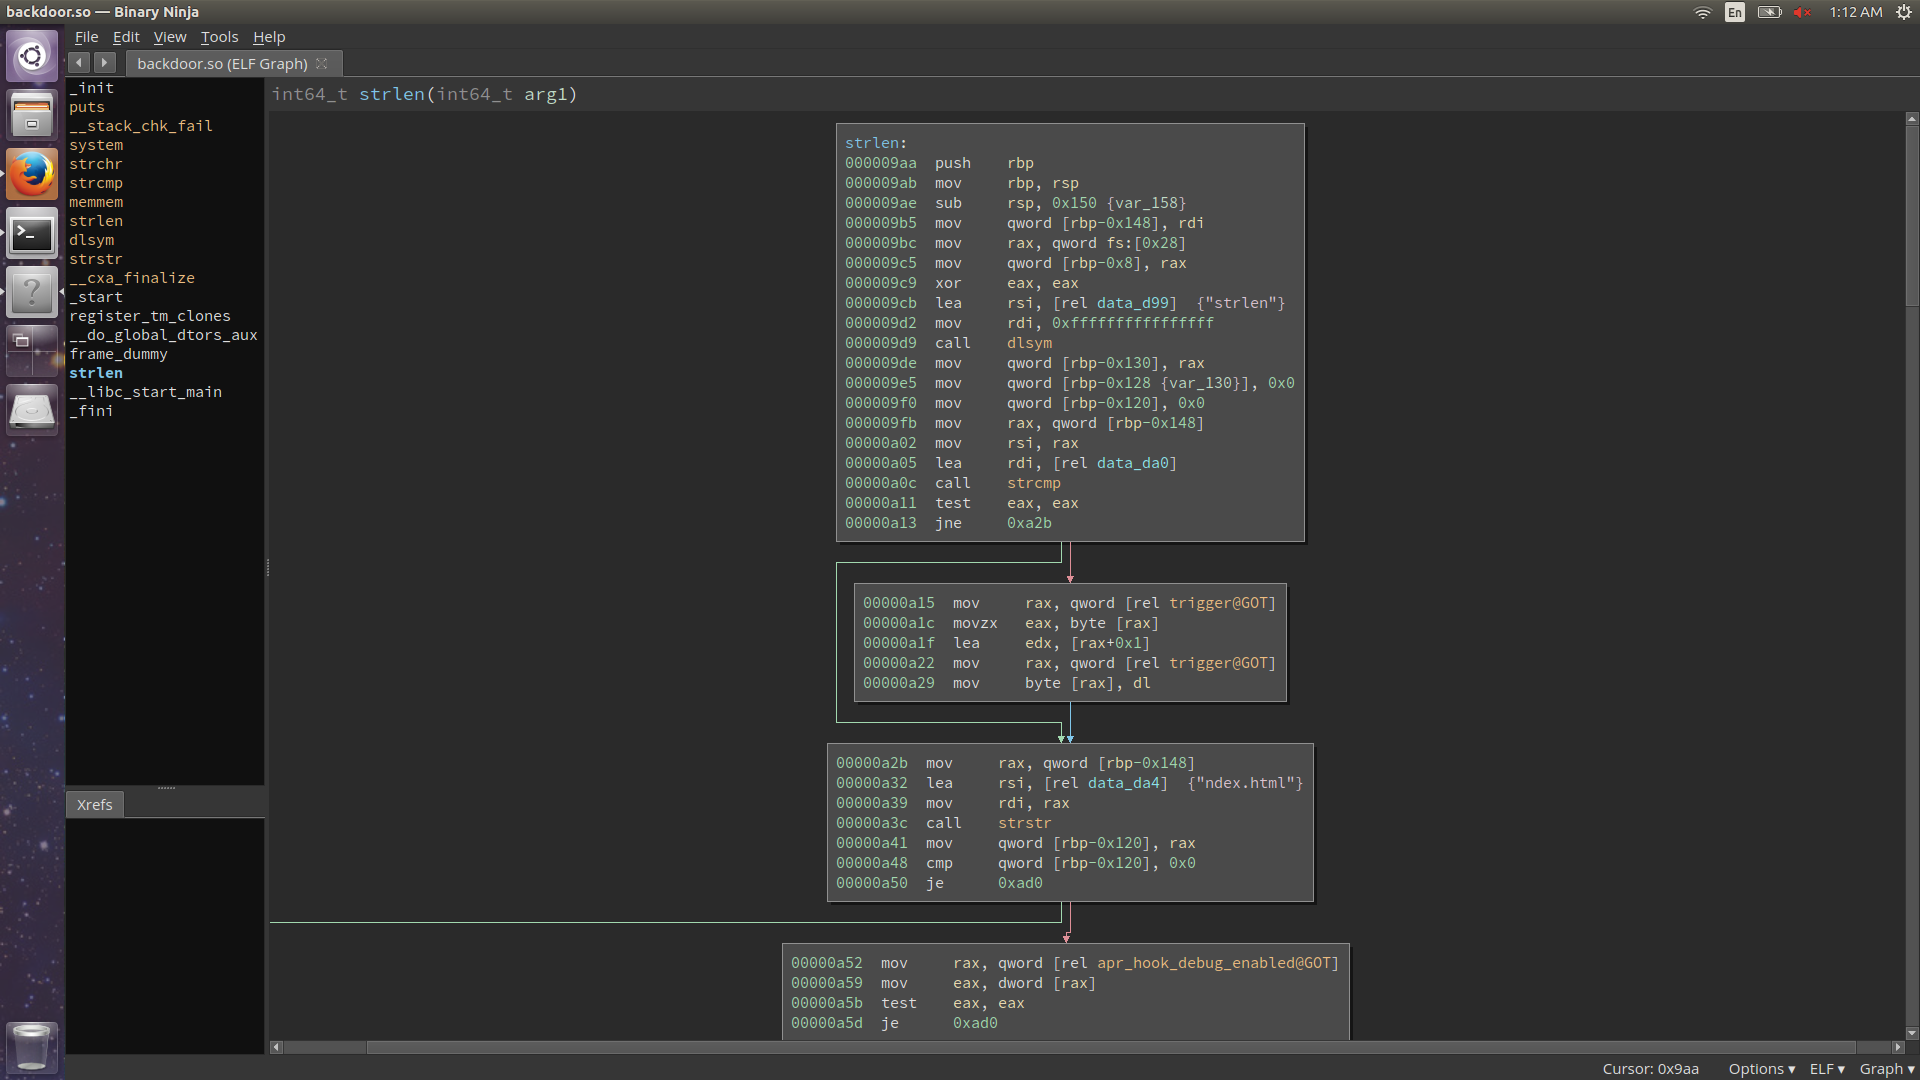 backdoor.so — Binary Ninja
En
1:12 AM
File Edit View Tools Help
backdoor.so (ELF Graph)
_init
puts
__stack_chk_fail
system
strchr
strcmp
memmem
strlen
dlsym
strstr
__cxa_finalize
_start
register_tm_clones
__do_global_dtors_aux
frame_dummy
strlen
__libc_start_main
_fini
Xrefs
int64_t strlen(int64_t arg1)
strlen:
000009aa push rbp
000009ab mov rbp, rsp
000009ae sub rsp, 0x150 {var_158}
000009b5 mov qword [rbp-0x148], rdi
000009bc mov rax, qword fs:[0x28]
000009c5 mov qword [rbp-0x8], rax
000009c9 xor eax, eax
000009cb lea rsi, [rel data_d99] {"strlen"}
000009d2 mov rdi, 0xffffffffffffffff
000009d9 call dlsym
000009de mov qword [rbp-0x130], rax
000009e5 mov qword [rbp-0x128 {var_130}], 0x0
000009f0 mov qword [rbp-0x120], 0x0
000009fb mov rax, qword [rbp-0x148]
00000a02 mov rsi, rax
00000a05 lea rdi, [rel data_da0]
00000a0c call strcmp
00000a11 test eax, eax
00000a13 jne 0xa2b
00000a15 mov rax, qword [rel trigger@GOT]
00000a1c movzx eax, byte [rax]
00000a1f lea edx, [rax+0x1]
00000a22 mov rax, qword [rel trigger@GOT]
00000a29 mov byte [rax], dl
00000a2b mov rax, qword [rbp-0x148]
00000a32 lea rsi, [rel data_da4] {"ndex.html"}
00000a39 mov rdi, rax
00000a3c call strstr
00000a41 mov qword [rbp-0x120], rax
00000a48 cmp qword [rbp-0x120], 0x0
00000a50 je 0xad0
00000a52 mov rax, qword [rel apr_hook_debug_enabled@GOT]
00000a59 mov eax, dword [rax]
00000a5b test eax, eax
00000a5d je 0xad0
Cursor: 0x9aa Options ▾ ELF ▾ Graph ▾